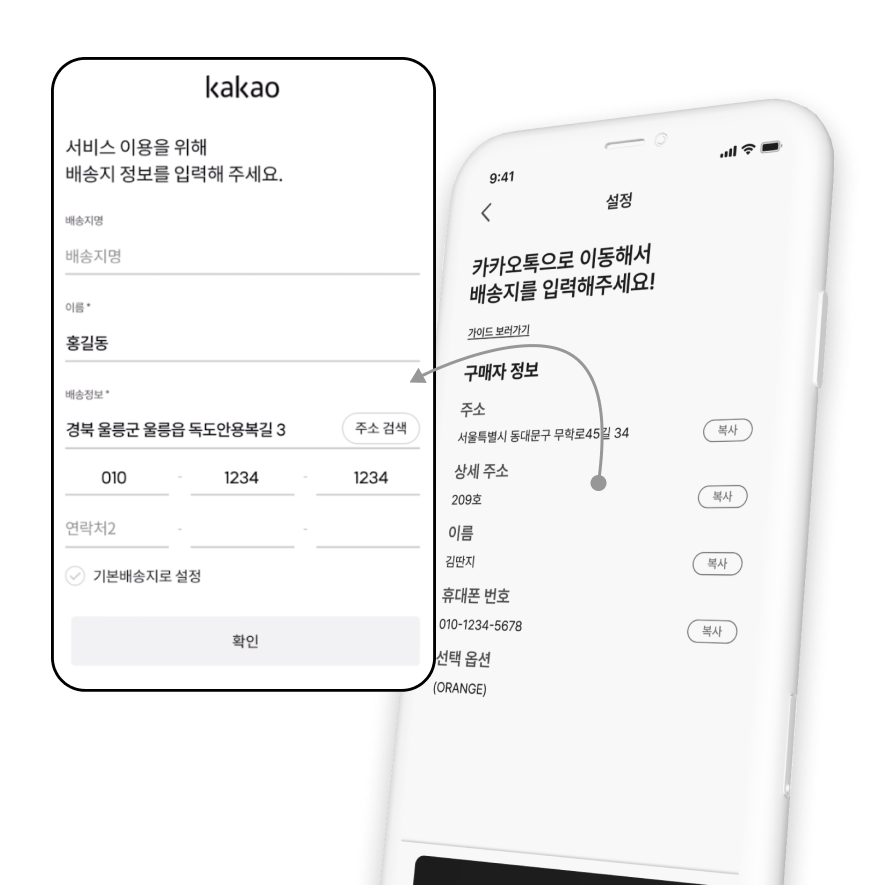 kakao
서비스 이용을 위해
배송지 정보를 입력해 주세요.
배송지명
배송지명
이름 *
홍길동
배송정보 *
경북 울릉군 울릉읍 독도안용복길 3
주소 검색
010 - 1234 - 1234
연락처2 - -
기본배송지로 설정
확인
9:41
설정
카카오톡으로 이동해서
배송지를 입력해주세요!
가이드 보러가기
구매자 정보
주소
서울특별시 동대문구 무학로45길 34
복사
상세 주소
209호
복사
이름
김딴지
복사
휴대폰 번호
010-1234-5678
복사
선택 옵션
(ORANGE)